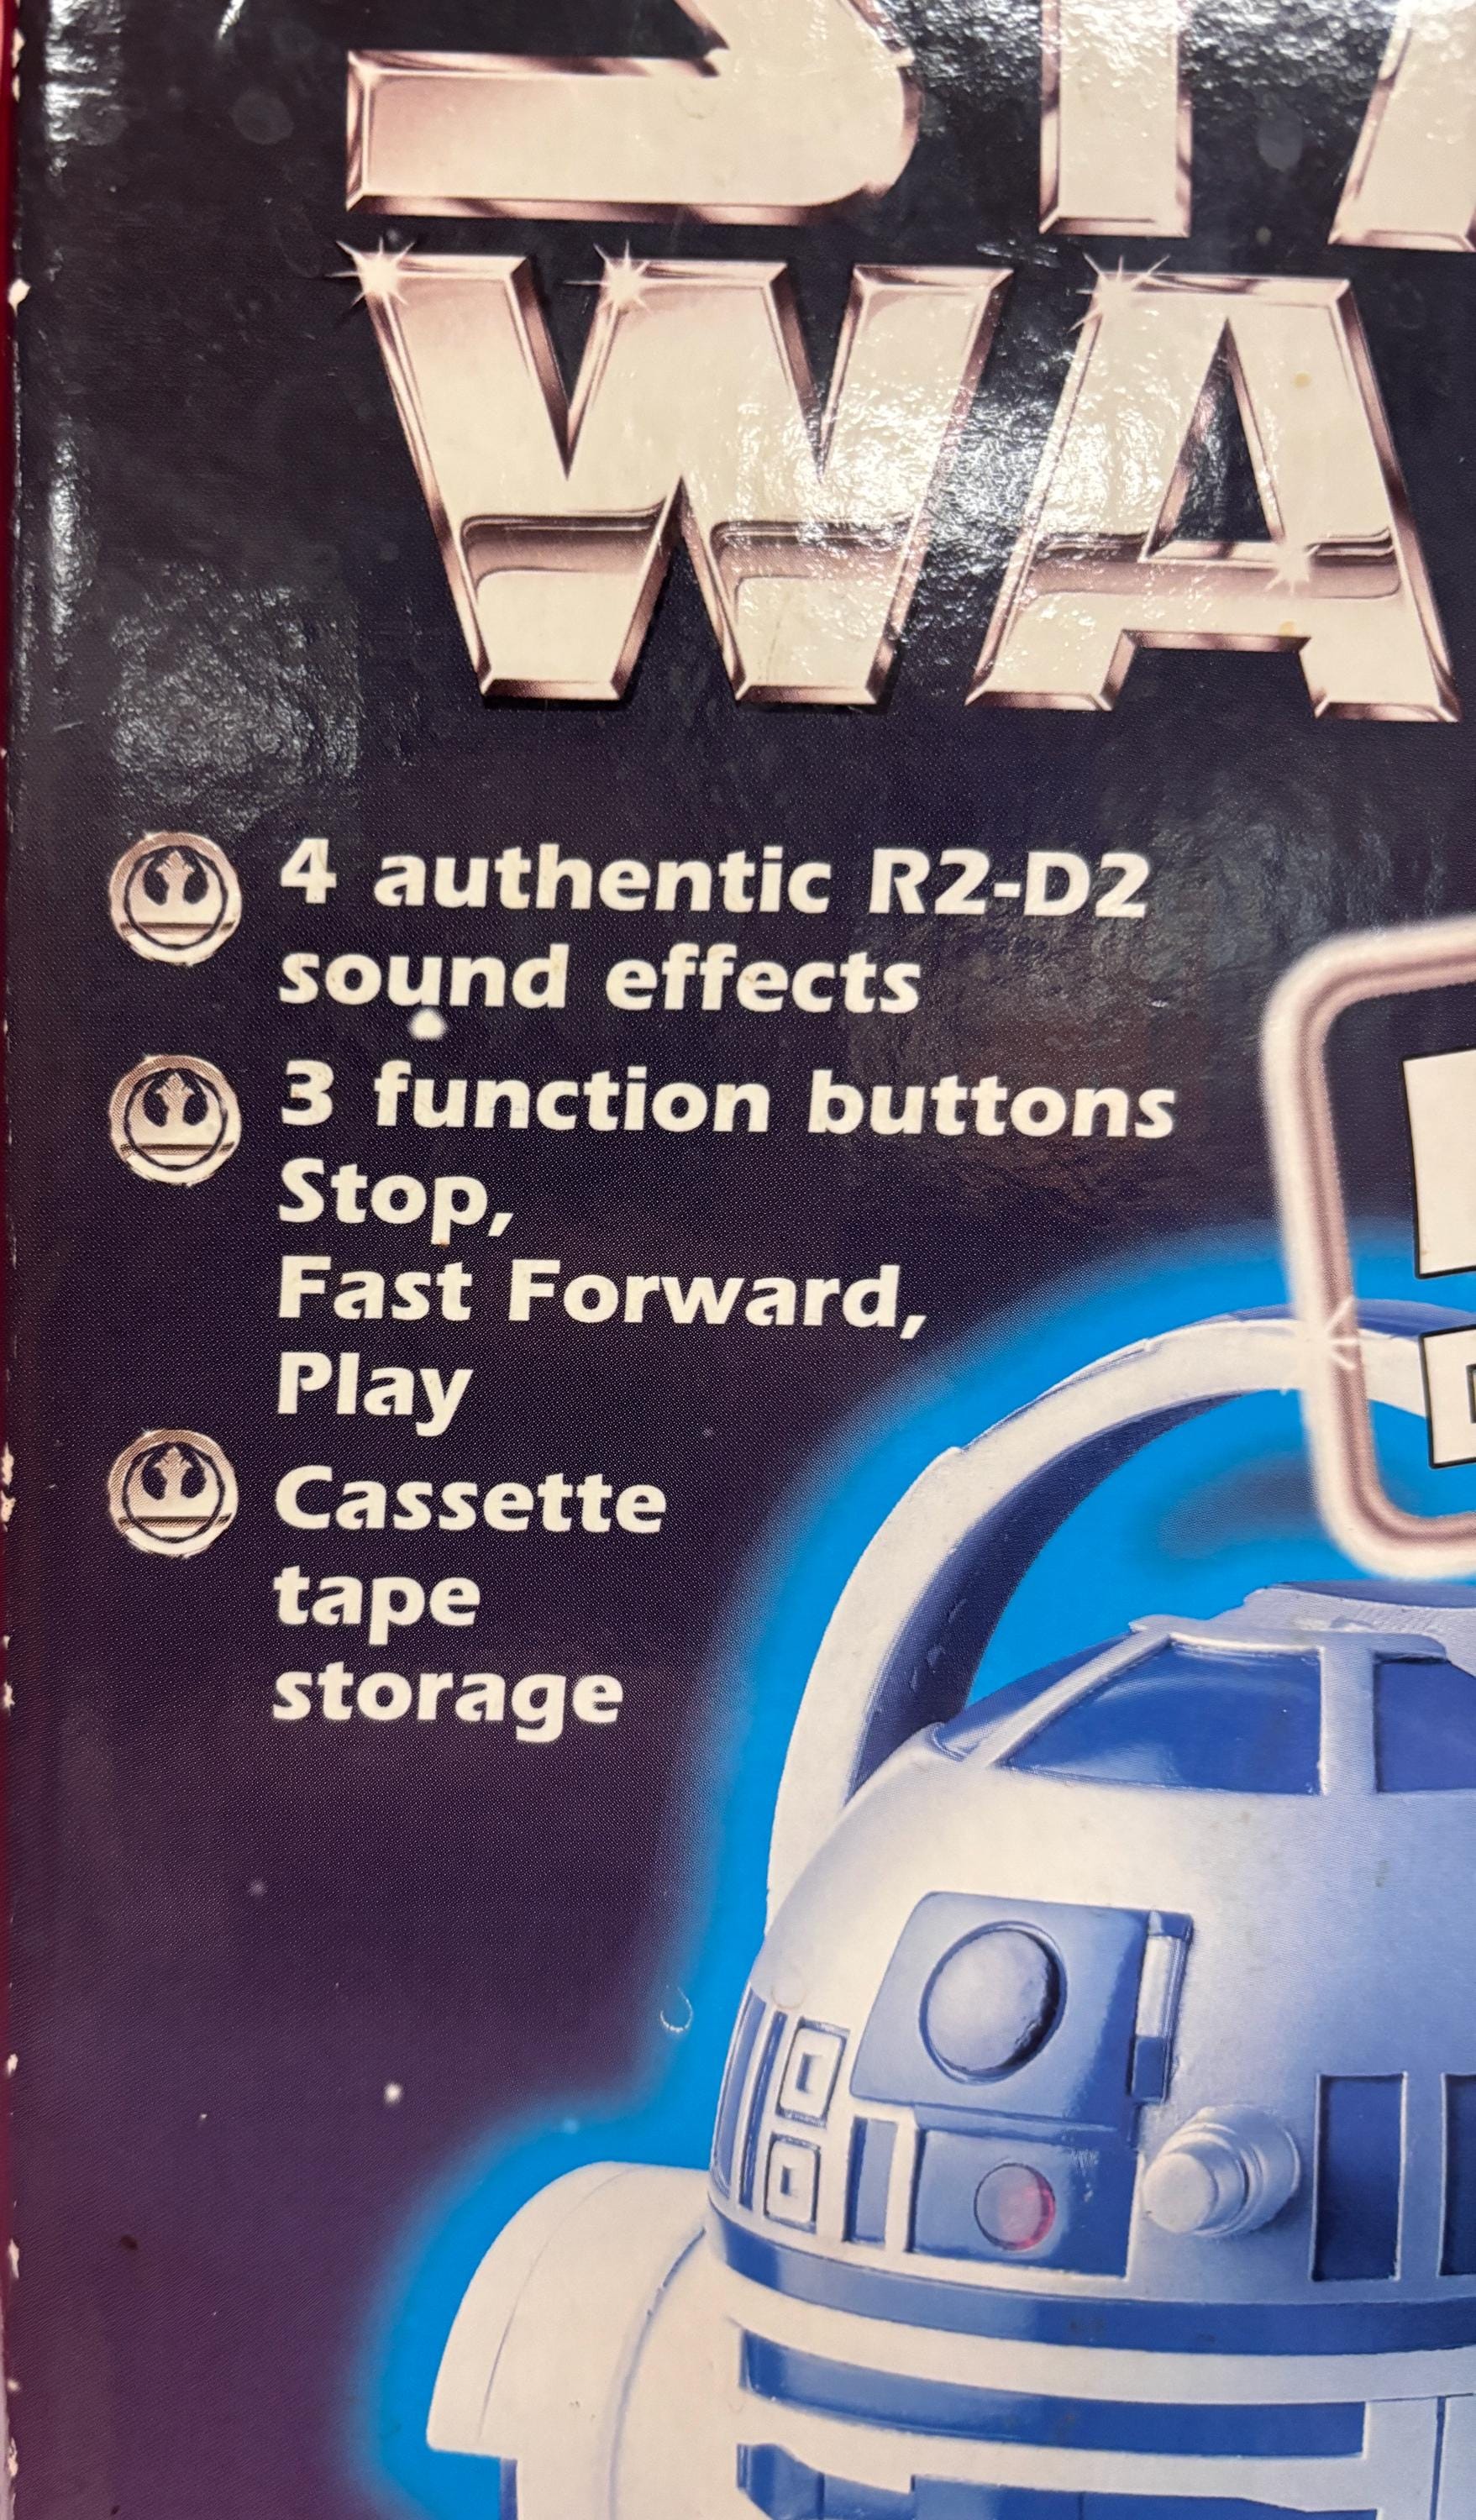 WA
4 authentic R2-D2
sound effects
3 function buttons
Stop,
Fast Forward,
Play
Cassette
tape
storage